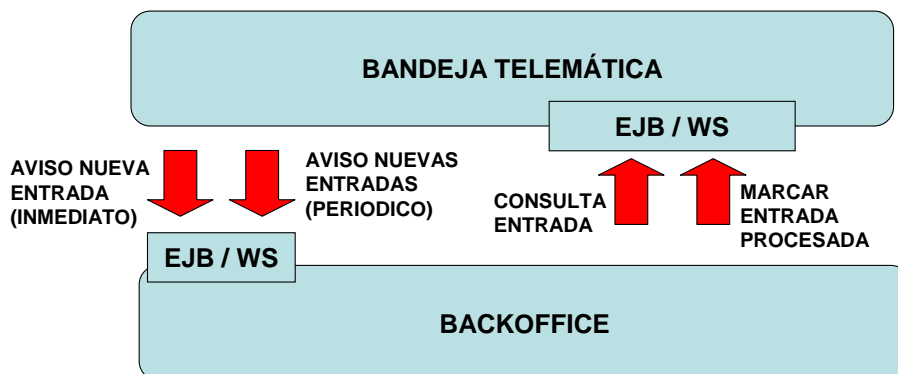 BANDEJA TELEMÁTICA
EJB / WS
AVISO NUEVA
ENTRADA
(INMEDIATO)
AVISO NUEVAS
ENTRADAS
(PERIODICO)
CONSULTA
ENTRADA
MARCAR
ENTRADA
PROCESADA
EJB / WS
BACKOFFICE